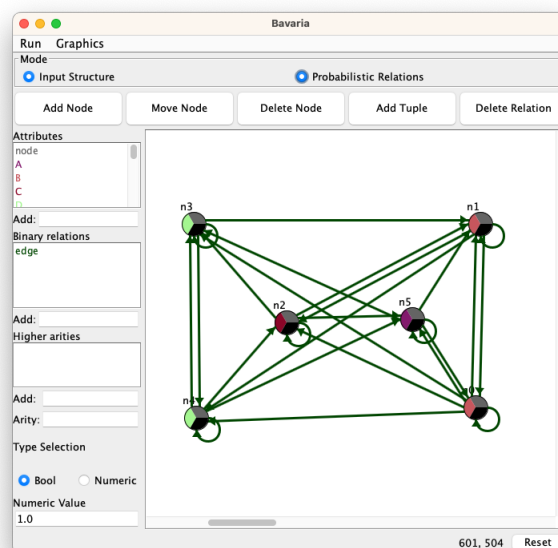 Bavaria
Run Graphics
Mode
Input Structure Probabilistic Relations
Add Node Move Node Delete Node Add Tuple Delete Relation
Attributes
node
A
B
C
Add:
Binary relations
edge
Add:
Higher arities
Add:
Arity:
Type Selection
Bool Numeric
Numeric Value
1.0
n3
n1
n2
n5
n4
601, 504 Reset